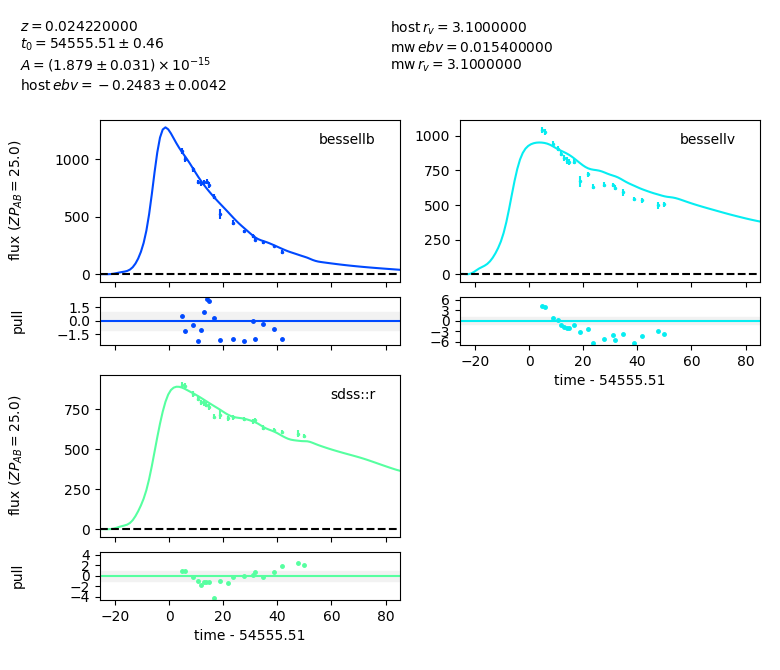 z = 0.024220000
t₀ = 54555.51 ± 0.46
A = (1.879 ± 0.031) × 10⁻¹⁵
host ebv = −0.2483 ± 0.0042
host r_v = 3.1000000
mw ebv = 0.015400000
mw r_v = 3.1000000
bessellb
flux (ZP_AB = 25.0)
1000
500
0
pull
1.5
0.0
−1.5
bessellv
1000
750
500
250
0
6
3
0
−3
−6
−20 0 20 40 60 80
time - 54555.51
sdss::r
flux (ZP_AB = 25.0)
750
500
250
0
pull
4
2
0
−2
−4
−20 0 20 40 60 80
time - 54555.51